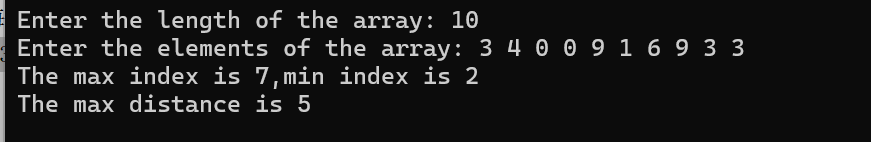 Enter the length of the array: 10
Enter the elements of the array: 3 4 0 0 9 1 6 9 3 3
The max index is 7,min index is 2
The max distance is 5